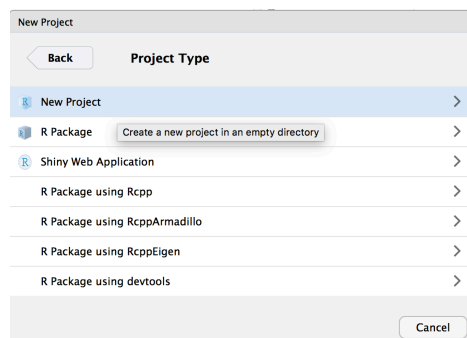 New Project
Back
Project Type
R New Project
R R Package
Create a new project in an empty directory
R Shiny Web Application
R Package using Rcpp
R Package using RcppArmadillo
R Package using RcppEigen
R Package using devtools
Cancel